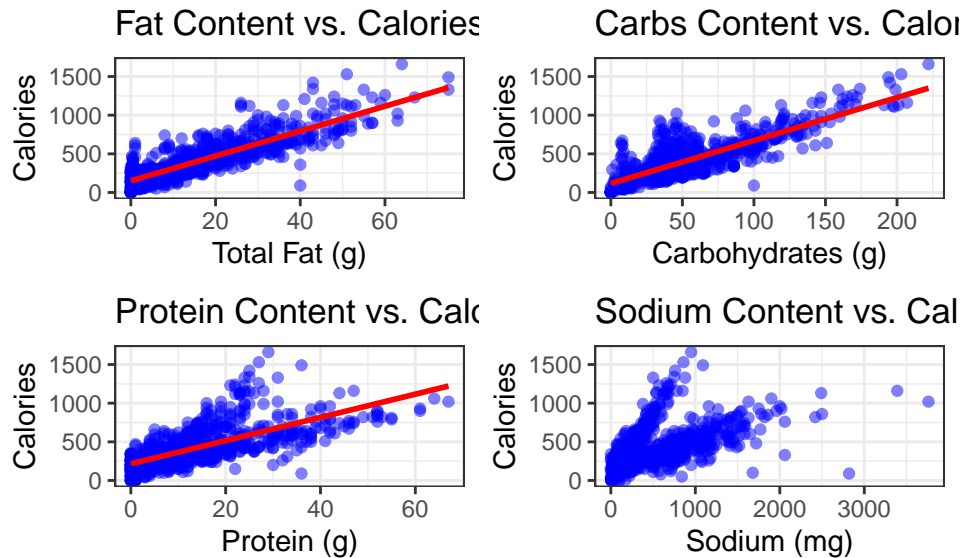 Fat Content vs. Calories
1500
1000
500
0
Calories
0 20 40 60
Total Fat (g)
Carbs Content vs. Calor
1500
1000
500
0
Calories
0 50 100 150 200
Carbohydrates (g)
Protein Content vs. Calo
1500
1000
500
0
Calories
0 20 40 60
Protein (g)
Sodium Content vs. Cal
1500
1000
500
0
Calories
0 1000 2000 3000
Sodium (mg)